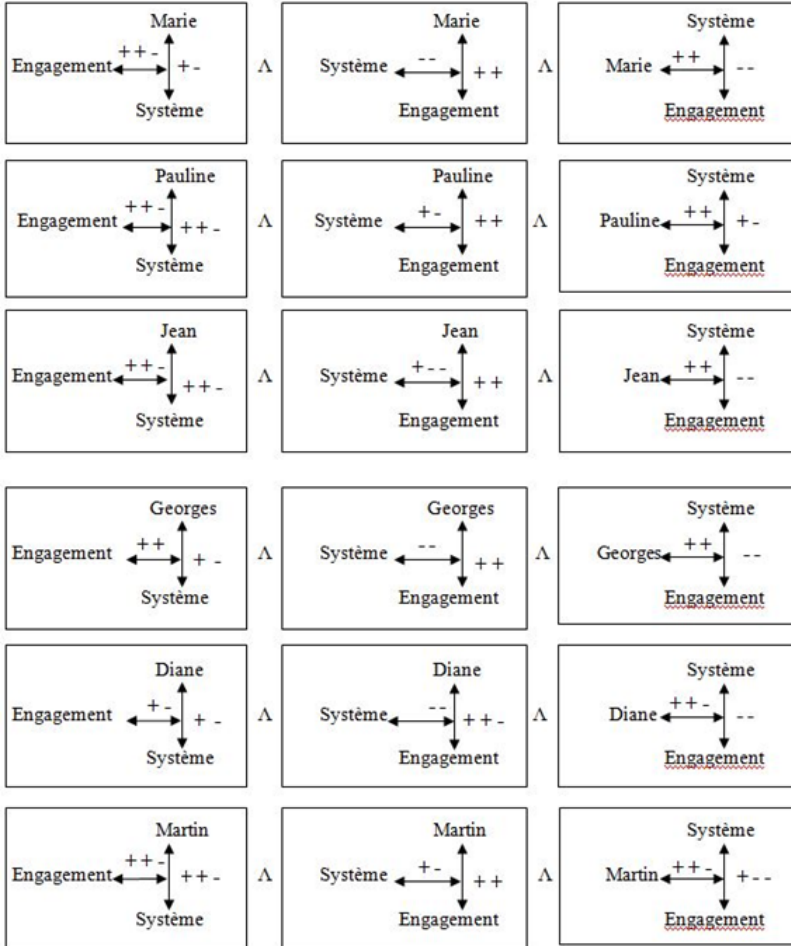 Marie
Engagement ++- +-
Système
Λ
Marie
Système -- ++
Engagement
Λ
Système
Marie ++ --
Engagement
Pauline
Engagement ++- ++-
Système
Λ
Pauline
Système +- ++
Engagement
Λ
Système
Pauline ++ +-
Engagement
Jean
Engagement ++- ++-
Système
Λ
Jean
Système +-- ++
Engagement
Λ
Système
Jean ++ --
Engagement
Georges
Engagement ++ +-
Système
Λ
Georges
Système -- ++
Engagement
Λ
Système
Georges ++ --
Engagement
Diane
Engagement +- +-
Système
Λ
Diane
Système -- ++-
Engagement
Λ
Système
Diane ++- --
Engagement
Martin
Engagement ++- ++-
Système
Λ
Martin
Système +- ++
Engagement
Λ
Système
Martin ++- +--
Engagement